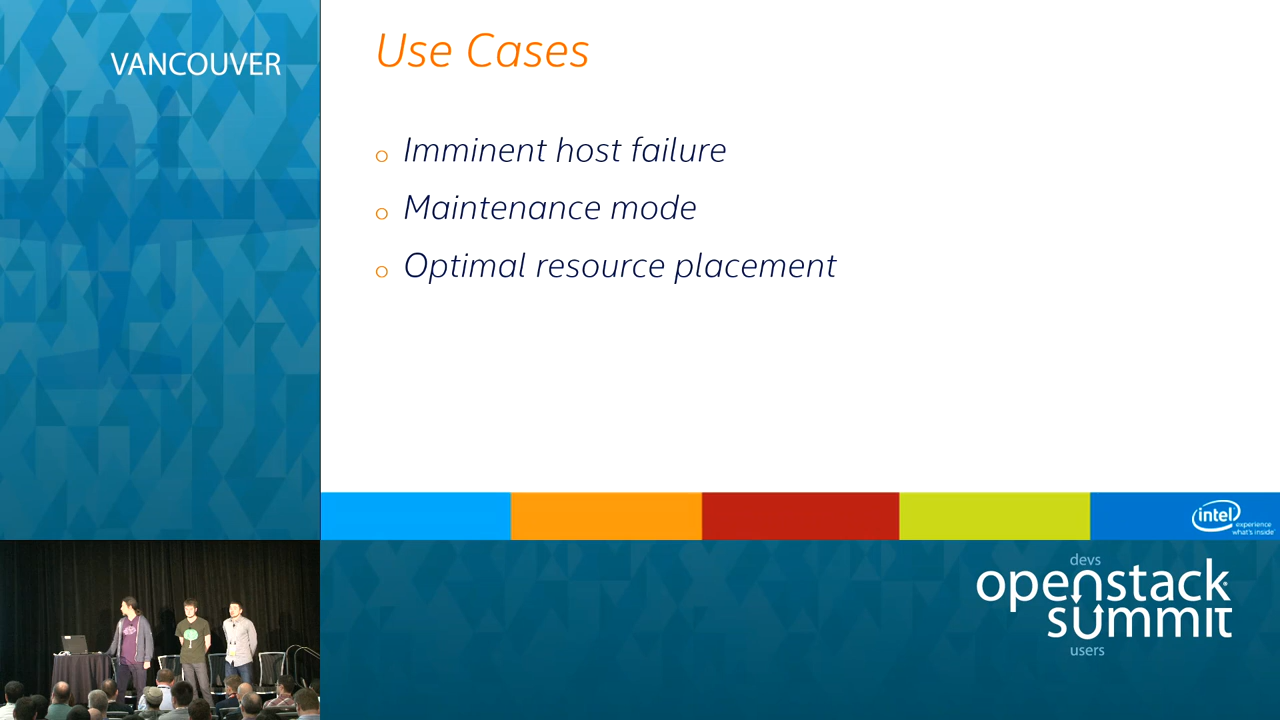 VANCOUVER
Use Cases
o Imminent host failure
o Maintenance mode
o Optimal resource placement
intel
experience
what's inside
devs
openstack
summit
users